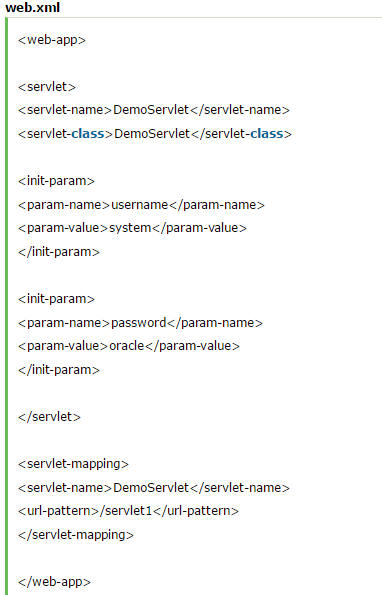 web.xml
<web-app>
<servlet>
<servlet-name>DemoServlet</servlet-name>
<servlet-class>DemoServlet</servlet-class>
<init-param>
<param-name>username</param-name>
<param-value>system</param-value>
</init-param>
<init-param>
<param-name>password</param-name>
<param-value>oracle</param-value>
</init-param>
</servlet>
<servlet-mapping>
<servlet-name>DemoServlet</servlet-name>
<url-pattern>/servlet1</url-pattern>
</servlet-mapping>
</web-app>